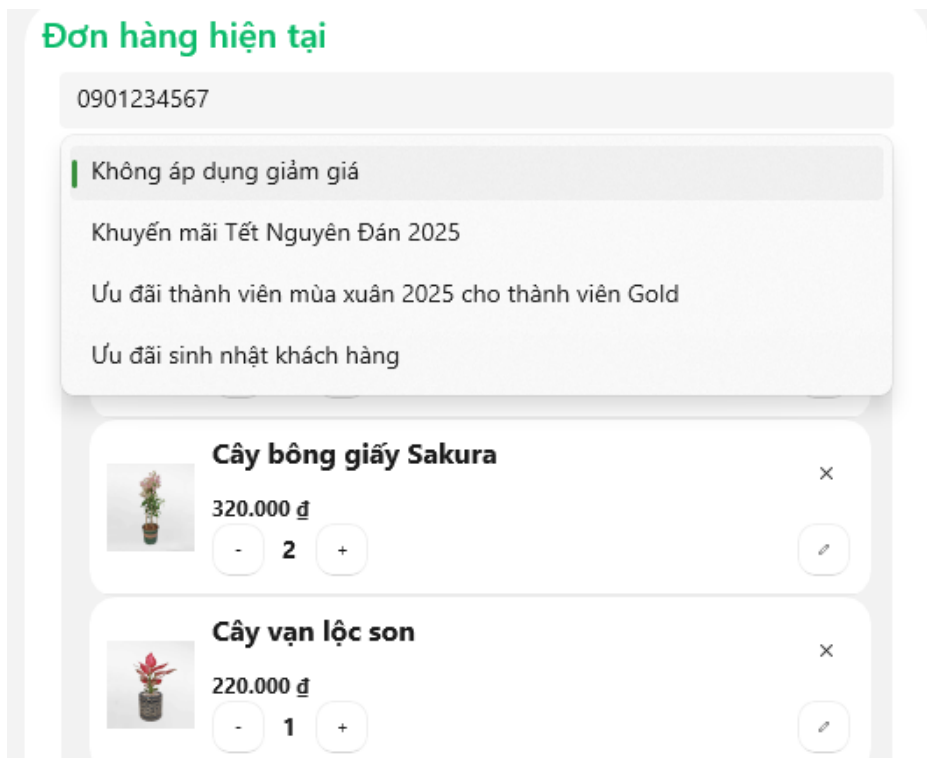 Đơn hàng hiện tại
0901234567
Không áp dụng giảm giá
Khuyến mãi Tết Nguyên Đán 2025
Ưu đãi thành viên mùa xuân 2025 cho thành viên Gold
Ưu đãi sinh nhật khách hàng
Cây bông giấy Sakura
320.000 ₫
- 2 +
Cây vạn lộc son
220.000 ₫
- 1 +